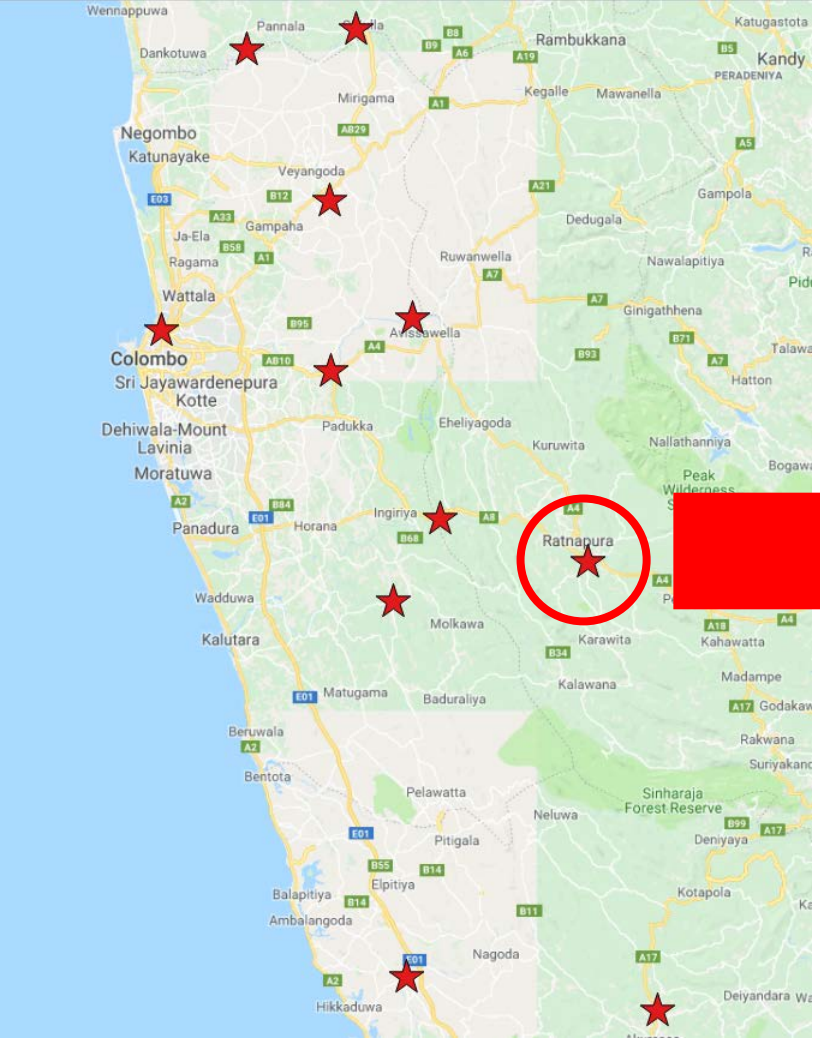 Wennappuwa
Pannala
Katugastota
B8
B9
A6
Rambukkana
B5
Dankotuwa
A19
Kandy
PERADENIYA
Mirigama
Kegalle
Mawanella
A1
AB29
Negombo
A5
Katunayake
Veyangoda
A21
B12
Gampola
E03
A33
Gampaha
Dedugala
Ja-Ela
B58
Ragama
A1
Ruwanwella
Nawalapitiya
A7
Wattala
A7
Ginigathhena
B95
Avissawella
B71
Colombo
A4
AB10
B93
A7
Sri Jayawardenepura
Kotte
Hatton
Dehiwala-Mount
Lavinia
Padukka
Eheliyagoda
Kuruwita
Nallathanniya
Moratuwa
Peak
Wilderness
A2
B84
E01
A4
Panadura
Horana
Ingiriya
A8
B68
Ratnapura
A4
Wadduwa
Molkawa
A18
A4
Kalutara
Karawita
Kahawatta
B34
Kalawana
Madampe
E01
Matugama
Baduraliya
A17
Beruwala
A2
Rakwana
Bentota
Pelawatta
Sinharaja
Forest Reserve
Neluwa
B99
A17
E01
Pitigala
Deniyaya
B55
B14
Elpitiya
Balapitiya
B14
Kotapola
Ambalangoda
B11
E01
Nagoda
A17
A2
Hikkaduwa
Deiyandara